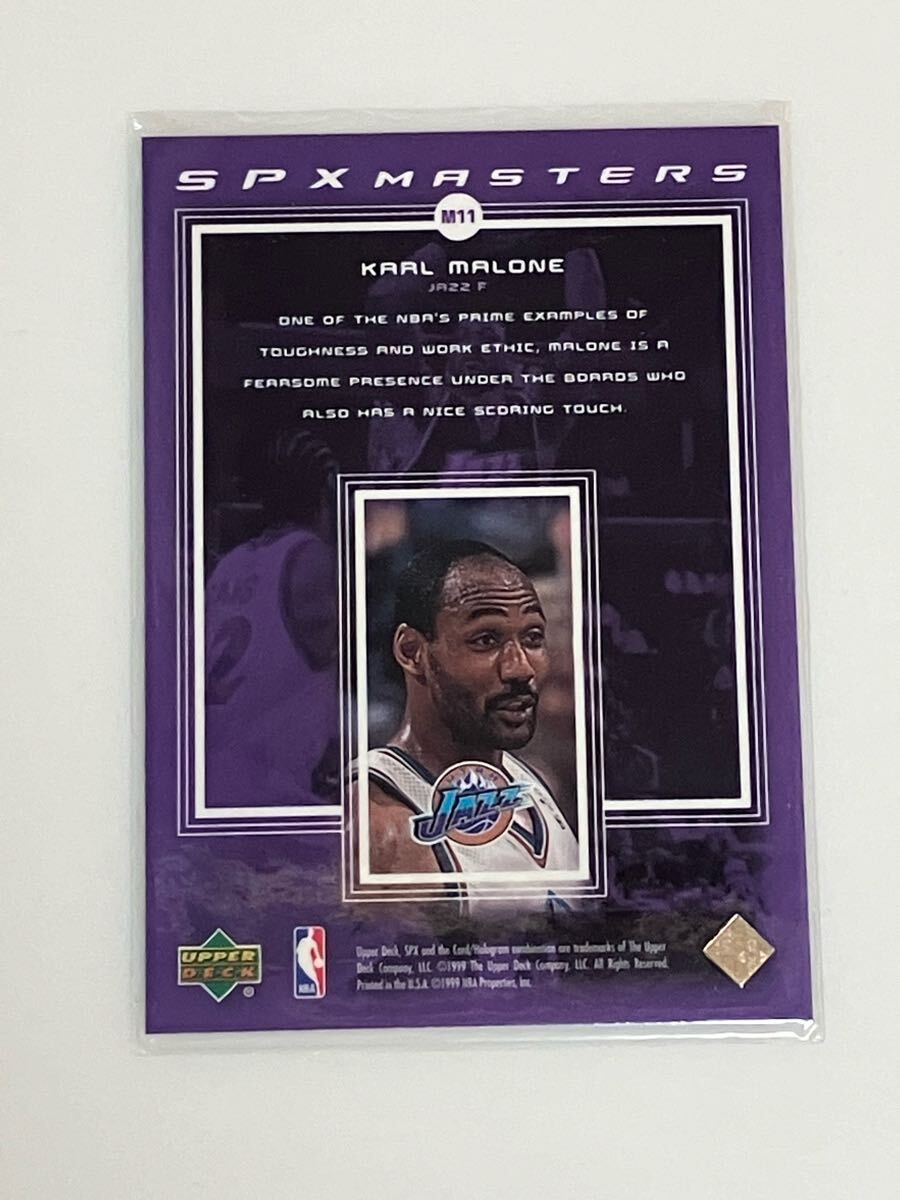 SPXMASTERS
M11
KARL MALONE
JAZZ F
ONE OF THE NBA'S PRIME EXAMPLES OF
TOUGHNESS AND WORK ETHIC, MALONE IS A
FEARSOME PRESENCE UNDER THE BOARDS WHO
ALSO HAS A NICE SCORING TOUCH.
JAZZ
UPPER
DECK
®
NBA
Upper Deck, SPX and the Card/Hologram combination are trademarks of The Upper
Deck Company, LLC. ©1999 The Upper Deck Company, LLC. All Rights Reserved.
Printed in the U.S.A. ©1999 NBA Properties, Inc.